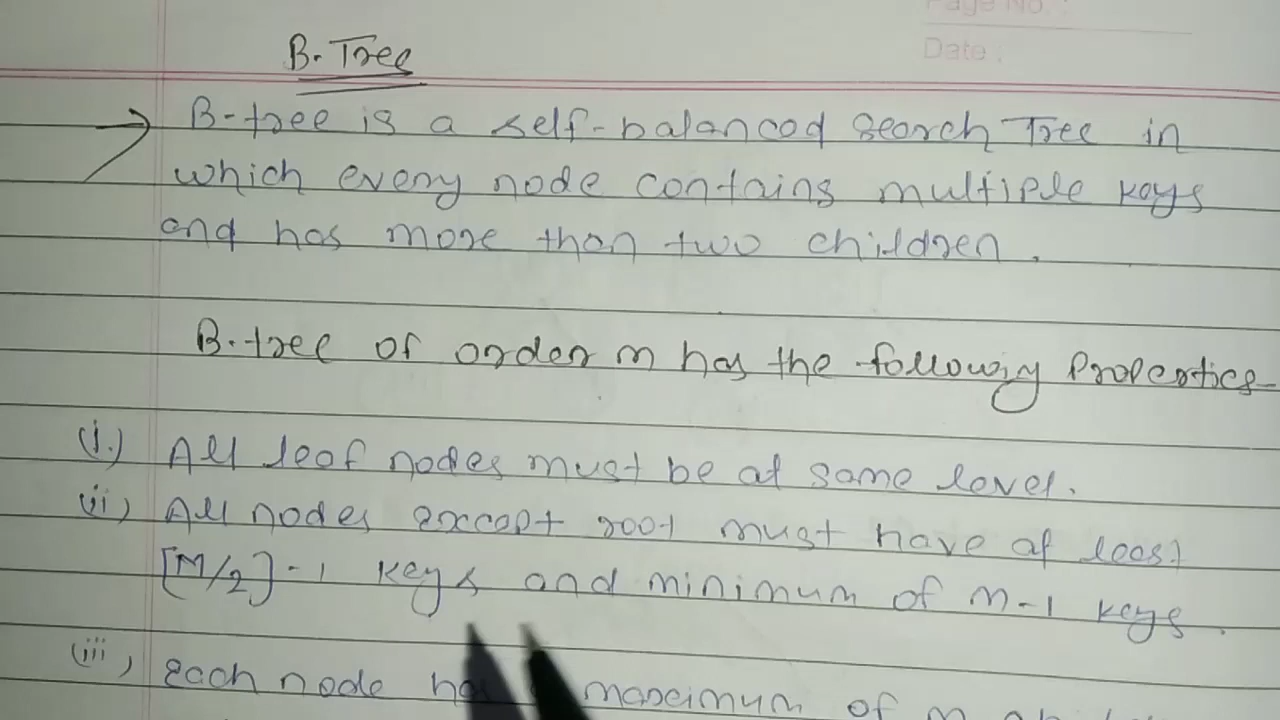 Page No :
Date :
B-Tree
B-tree is a self-balanced search Tree in
which every node contains multiple keys
and has more than two children.
B-tree of order m has the following Properties-
(i.) All leaf nodes must be at same level.
(ii) All nodes except root must have at least
[M/2]-1 keys and minimum of m-1 keys.
(iii) each node maximum of m